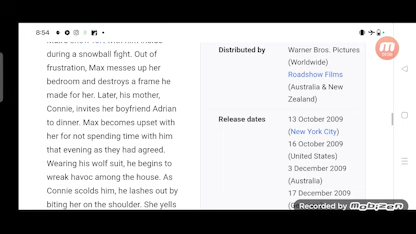 8:54
during a snowball fight. Out of
frustration, Max messes up her
bedroom and destroys a frame he
made for her. Later, his mother,
Connie, invites her boyfriend Adrian
to dinner. Max becomes upset with
her for not spending time with him
that evening as they had agreed.
Wearing his wolf suit, he begins to
wreak havoc among the house. As
Connie scolds him, he lashes out by
biting her on the shoulder. She yells
Distributed by
Warner Bros. Pictures
(Worldwide)
Roadshow Films
(Australia & New
Zealand)
Release dates
13 October 2009
(New York City)
16 October 2009
(United States)
3 December 2009
(Australia)
17 December 2009
Recorded by Mobizen